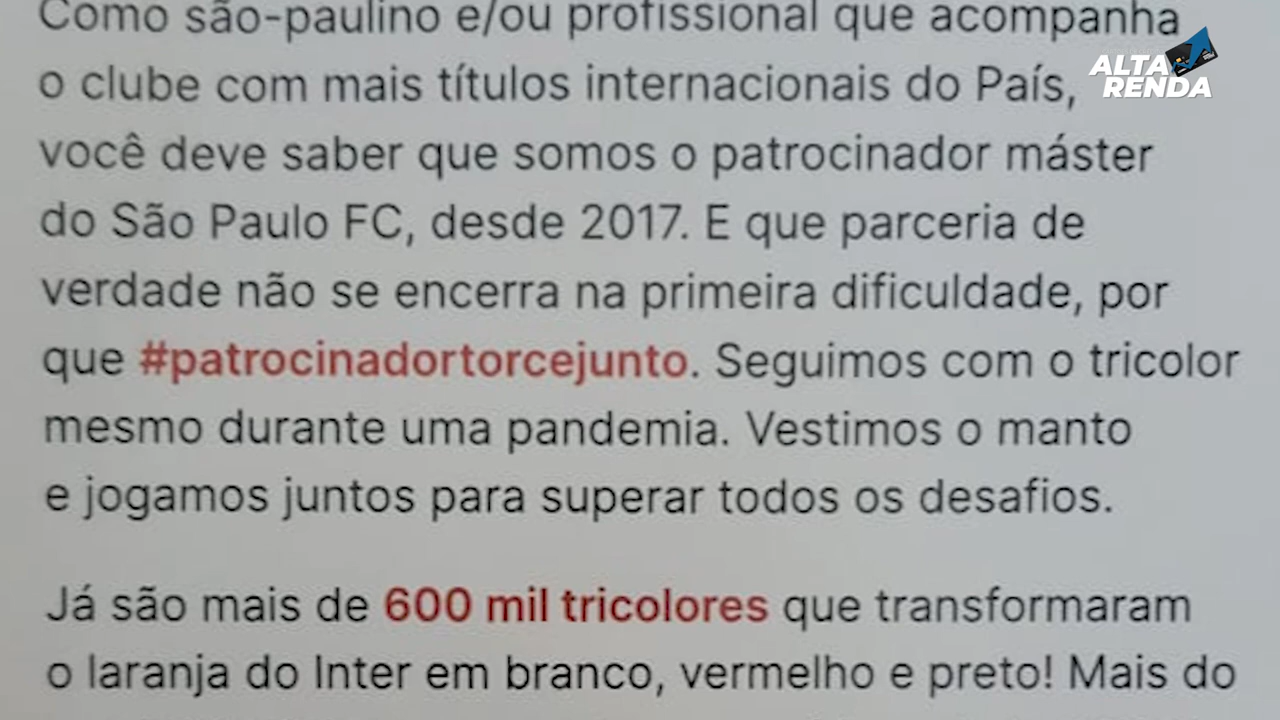 Como são-paulino e/ou profissional que acompanha
o clube com mais títulos internacionais do País,
você deve saber que somos o patrocinador máster
do São Paulo FC, desde 2017. E que parceria de
verdade não se encerra na primeira dificuldade, por
que #patrocinadortorcejunto. Seguimos com o tricolor
mesmo durante uma pandemia. Vestimos o manto
e jogamos juntos para superar todos os desafios.
Já são mais de 600 mil tricolores que transformaram
o laranja do Inter em branco, vermelho e preto! Mais do
ALTA
RENDA